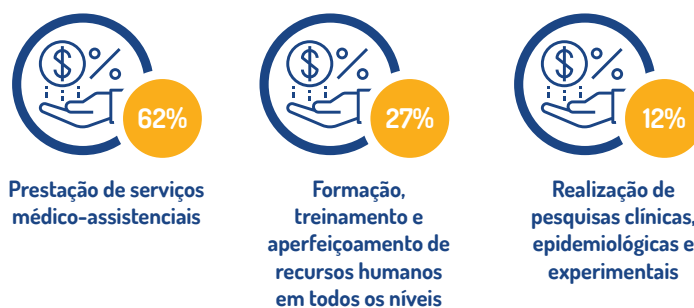 62%
Prestação de serviços
médico-assistenciais
27%
Formação,
treinamento e
aperfeiçoamento de
recursos humanos
em todos os níveis
12%
Realização de
pesquisas clínicas,
epidemiológicas e
experimentais